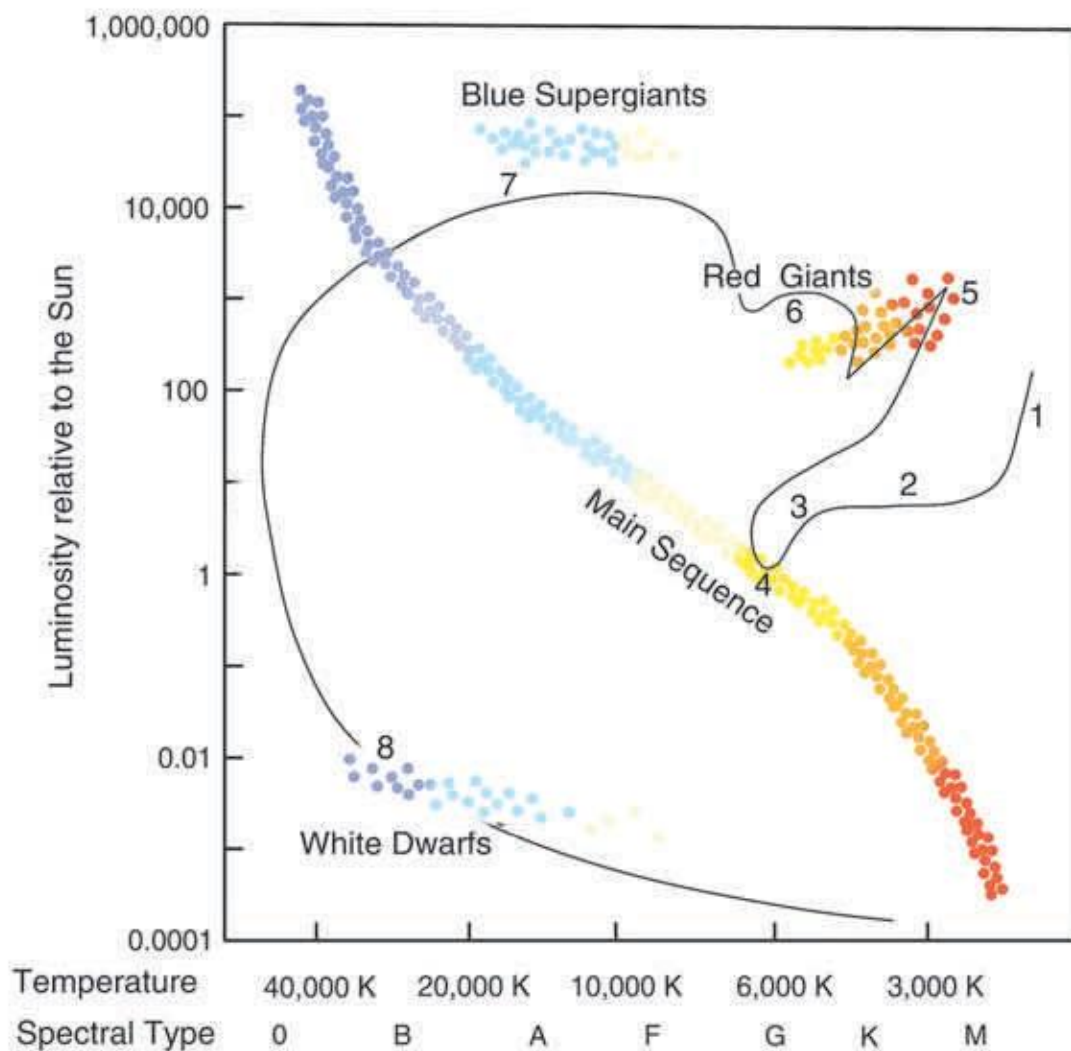 1,000,000
Blue Supergiants
7
10,000
Red Giants
6
5
100
1
2
3
Main Sequence
4
1
8
0.01
White Dwarfs
0.0001
Luminosity relative to the Sun
Temperature 40,000 K 20,000 K 10,000 K 6,000 K 3,000 K
Spectral Type 0 B A F G K M